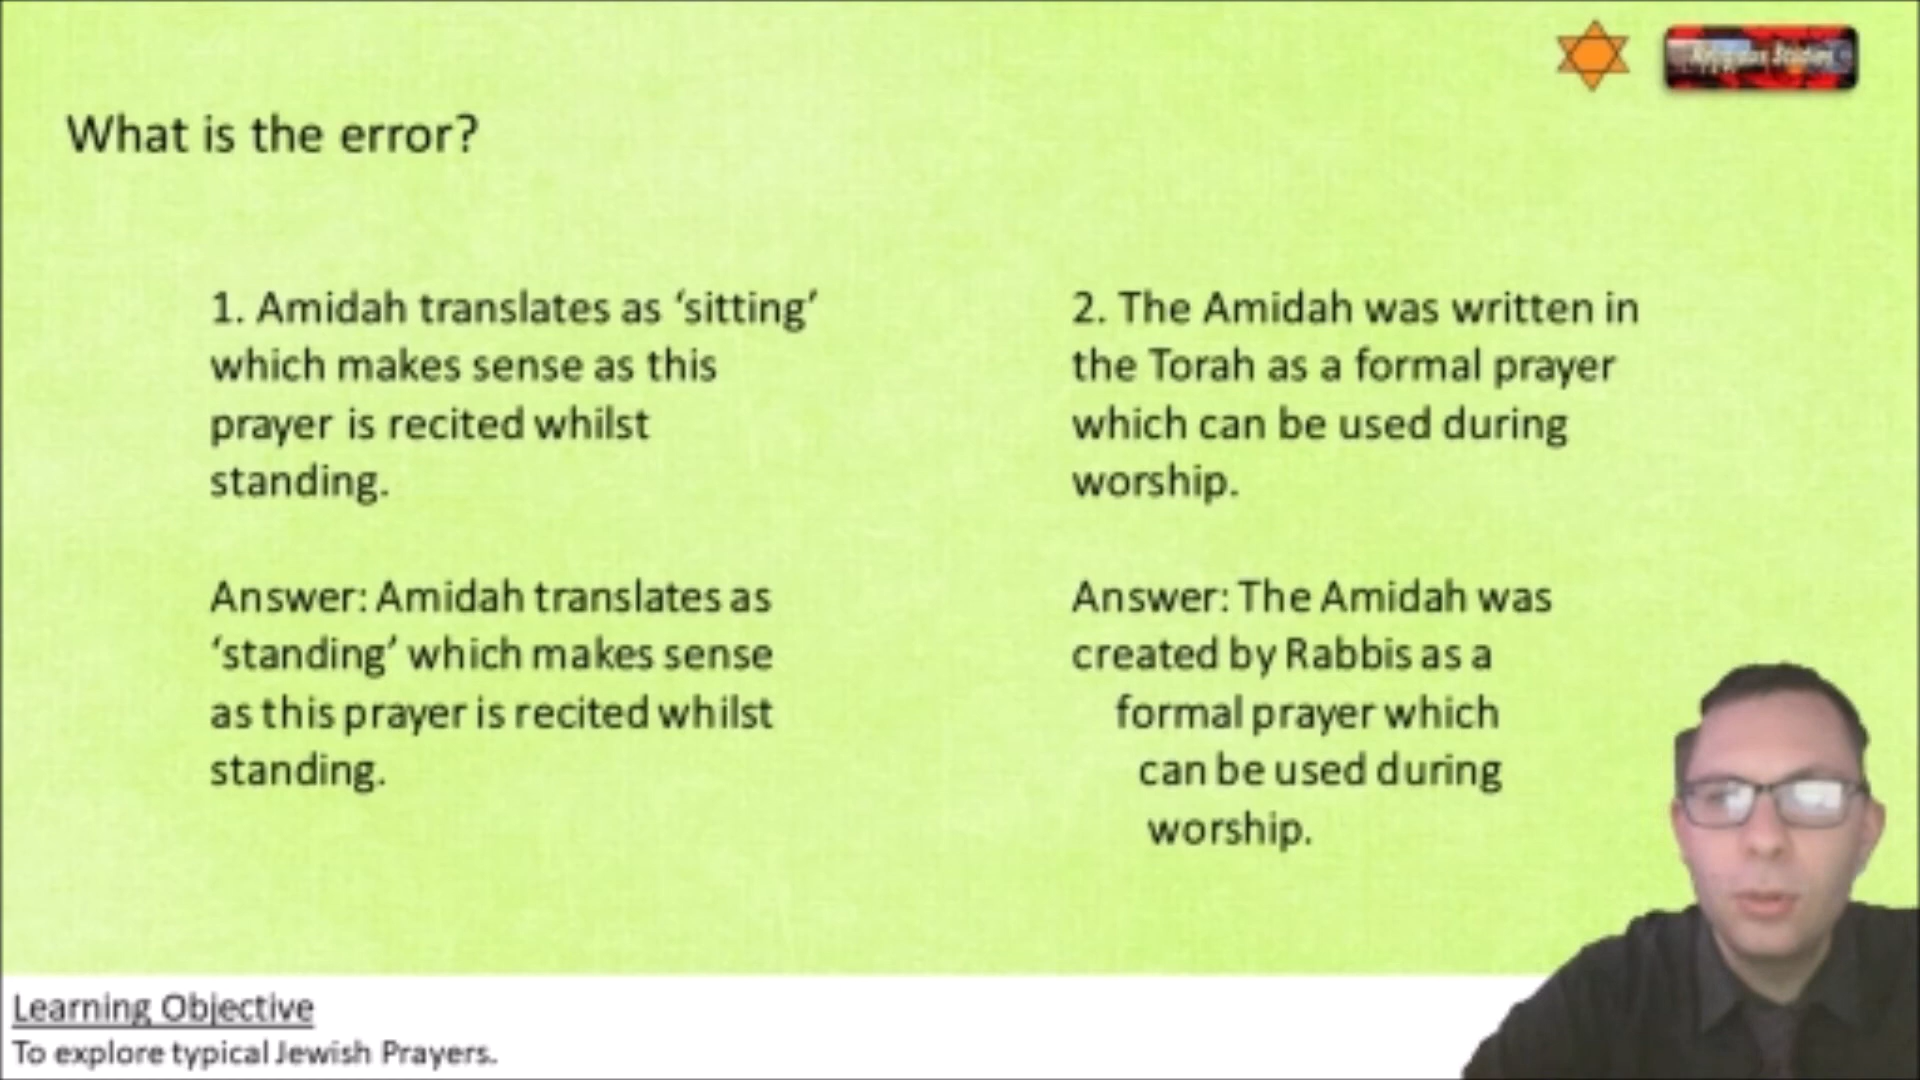 Religious Studies
What is the error?
1. Amidah translates as ‘sitting’
which makes sense as this
prayer is recited whilst
standing.
Answer: Amidah translates as
‘standing’ which makes sense
as this prayer is recited whilst
standing.
2. The Amidah was written in
the Torah as a formal prayer
which can be used during
worship.
Answer: The Amidah was
created by Rabbis as a
formal prayer which
can be used during
worship.
Learning Objective
To explore typical Jewish Prayers.